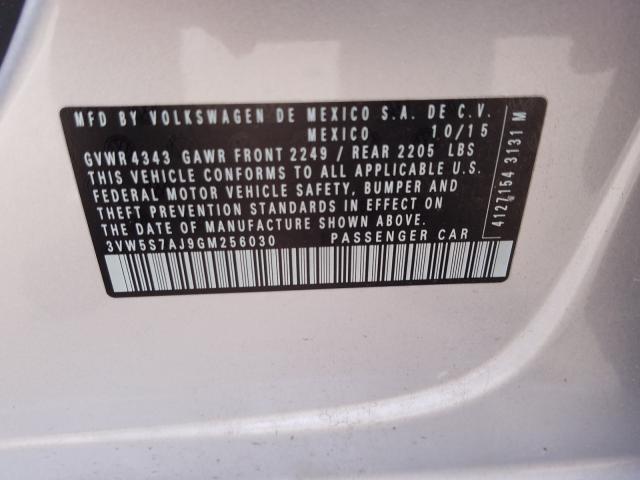 MFD BY VOLKSWAGEN DE MEXICO S.A. DE C.V.
MEXICO 10/15
GVWR 4343 GAWR FRONT 2249 / REAR 2205 LBS
THIS VEHICLE CONFORMS TO ALL APPLICABLE U.S.
FEDERAL MOTOR VEHICLE SAFETY, BUMPER AND
THEFT PREVENTION STANDARDS IN EFFECT ON
THE DATE OF MANUFACTURE SHOWN ABOVE.
3VW5S7AJ9GM256030 PASSENGER CAR
41271154 3131 M